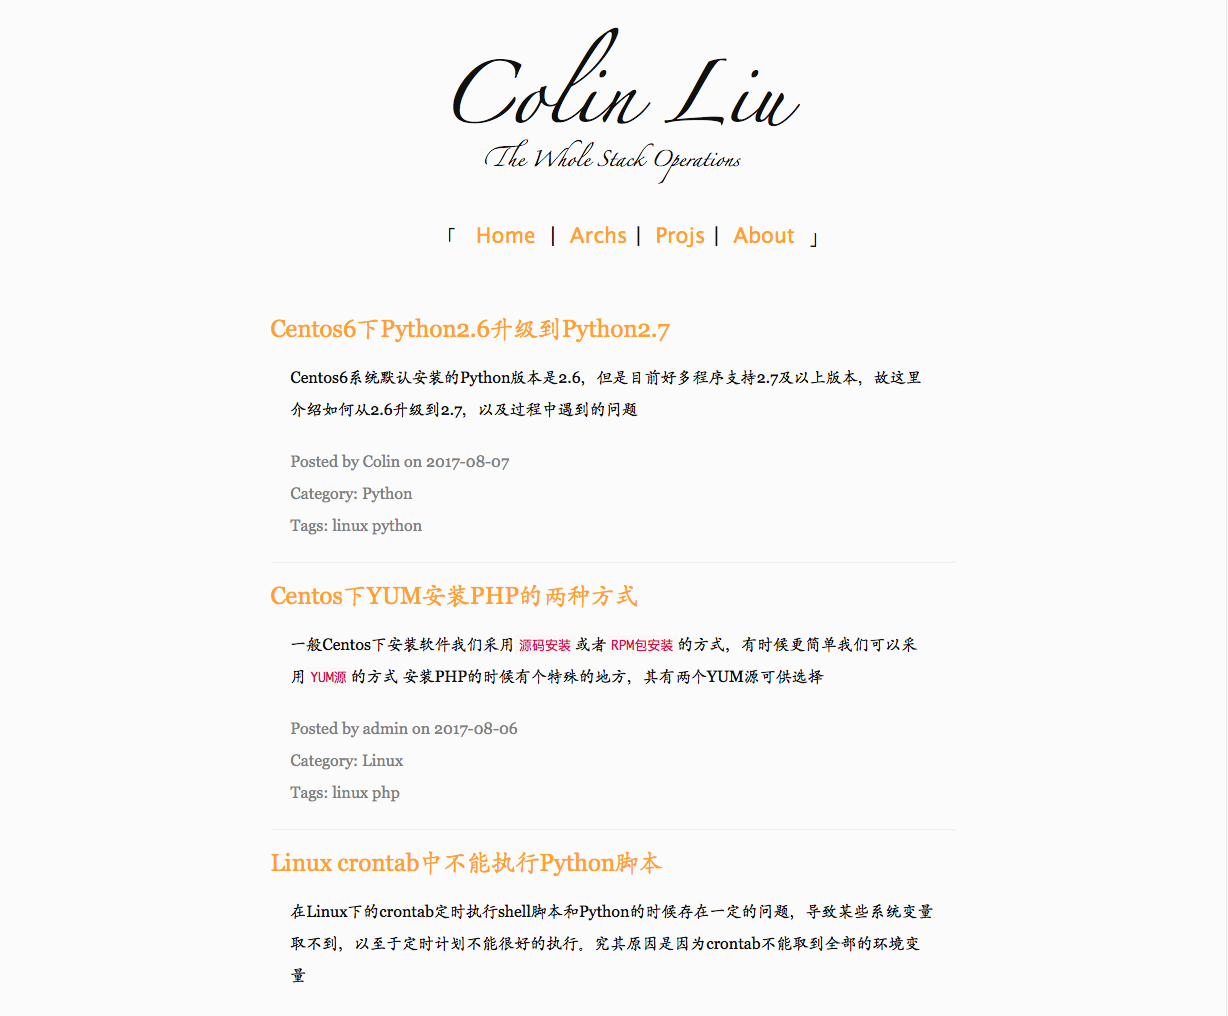 Colin Liu
The Whole Stack Operations
「 Home | Archs | Projs | About 」
Centos6下Python2.6升级到Python2.7
Centos6系统默认安装的Python版本是2.6，但是目前好多程序支持2.7及以上版本，故这里
介绍如何从2.6升级到2.7，以及过程中遇到的问题
Posted by Colin on 2017-08-07
Category: Python
Tags: linux python
Centos下YUM安装PHP的两种方式
一般Centos下安装软件我们采用 源码安装 或者 RPM包安装 的方式，有时候更简单我们可以采
用 YUM源 的方式 安装PHP的时候有个特殊的地方，其有两个YUM源可供选择
Posted by admin on 2017-08-06
Category: Linux
Tags: linux php
Linux crontab中不能执行Python脚本
在Linux下的crontab定时执行shell脚本和Python的时候存在一定的问题，导致某些系统变量
取不到，以至于定时计划不能很好的执行。究其原因是因为crontab不能取到全部的环境变
量